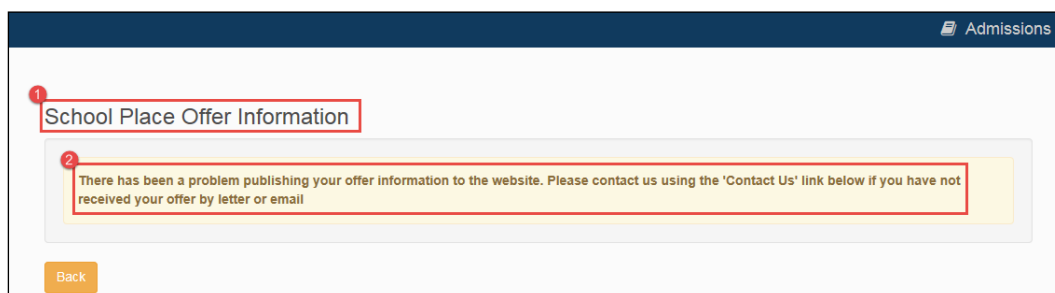 Admissions
1
School Place Offer Information
2
There has been a problem publishing your offer information to the website. Please contact us using the 'Contact Us' link below if you have not
received your offer by letter or email
Back